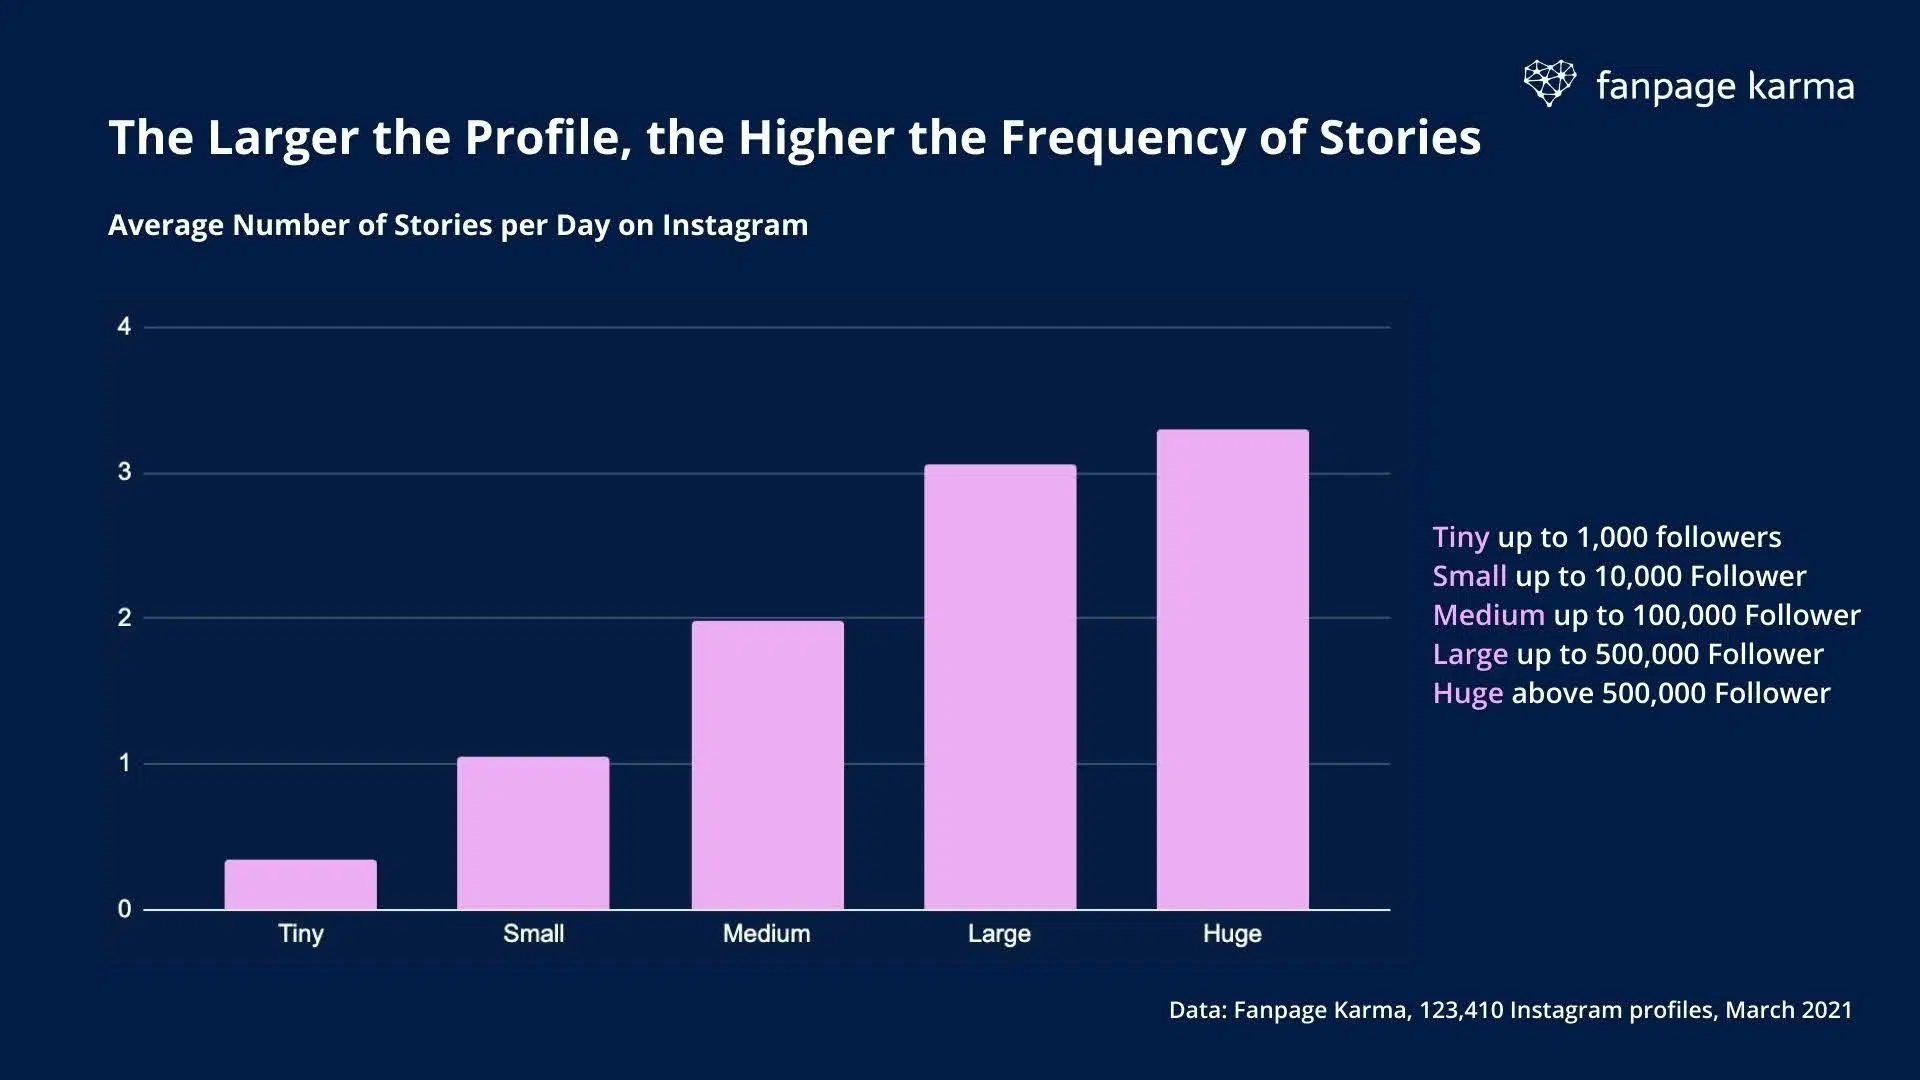 fanpage karma
The Larger the Profile, the Higher the Frequency of Stories
Average Number of Stories per Day on Instagram
4
3
2
1
0
Tiny
Small
Medium
Large
Huge
Tiny up to 1,000 followers
Small up to 10,000 Follower
Medium up to 100,000 Follower
Large up to 500,000 Follower
Huge above 500,000 Follower
Data: Fanpage Karma, 123,410 Instagram profiles, March 2021